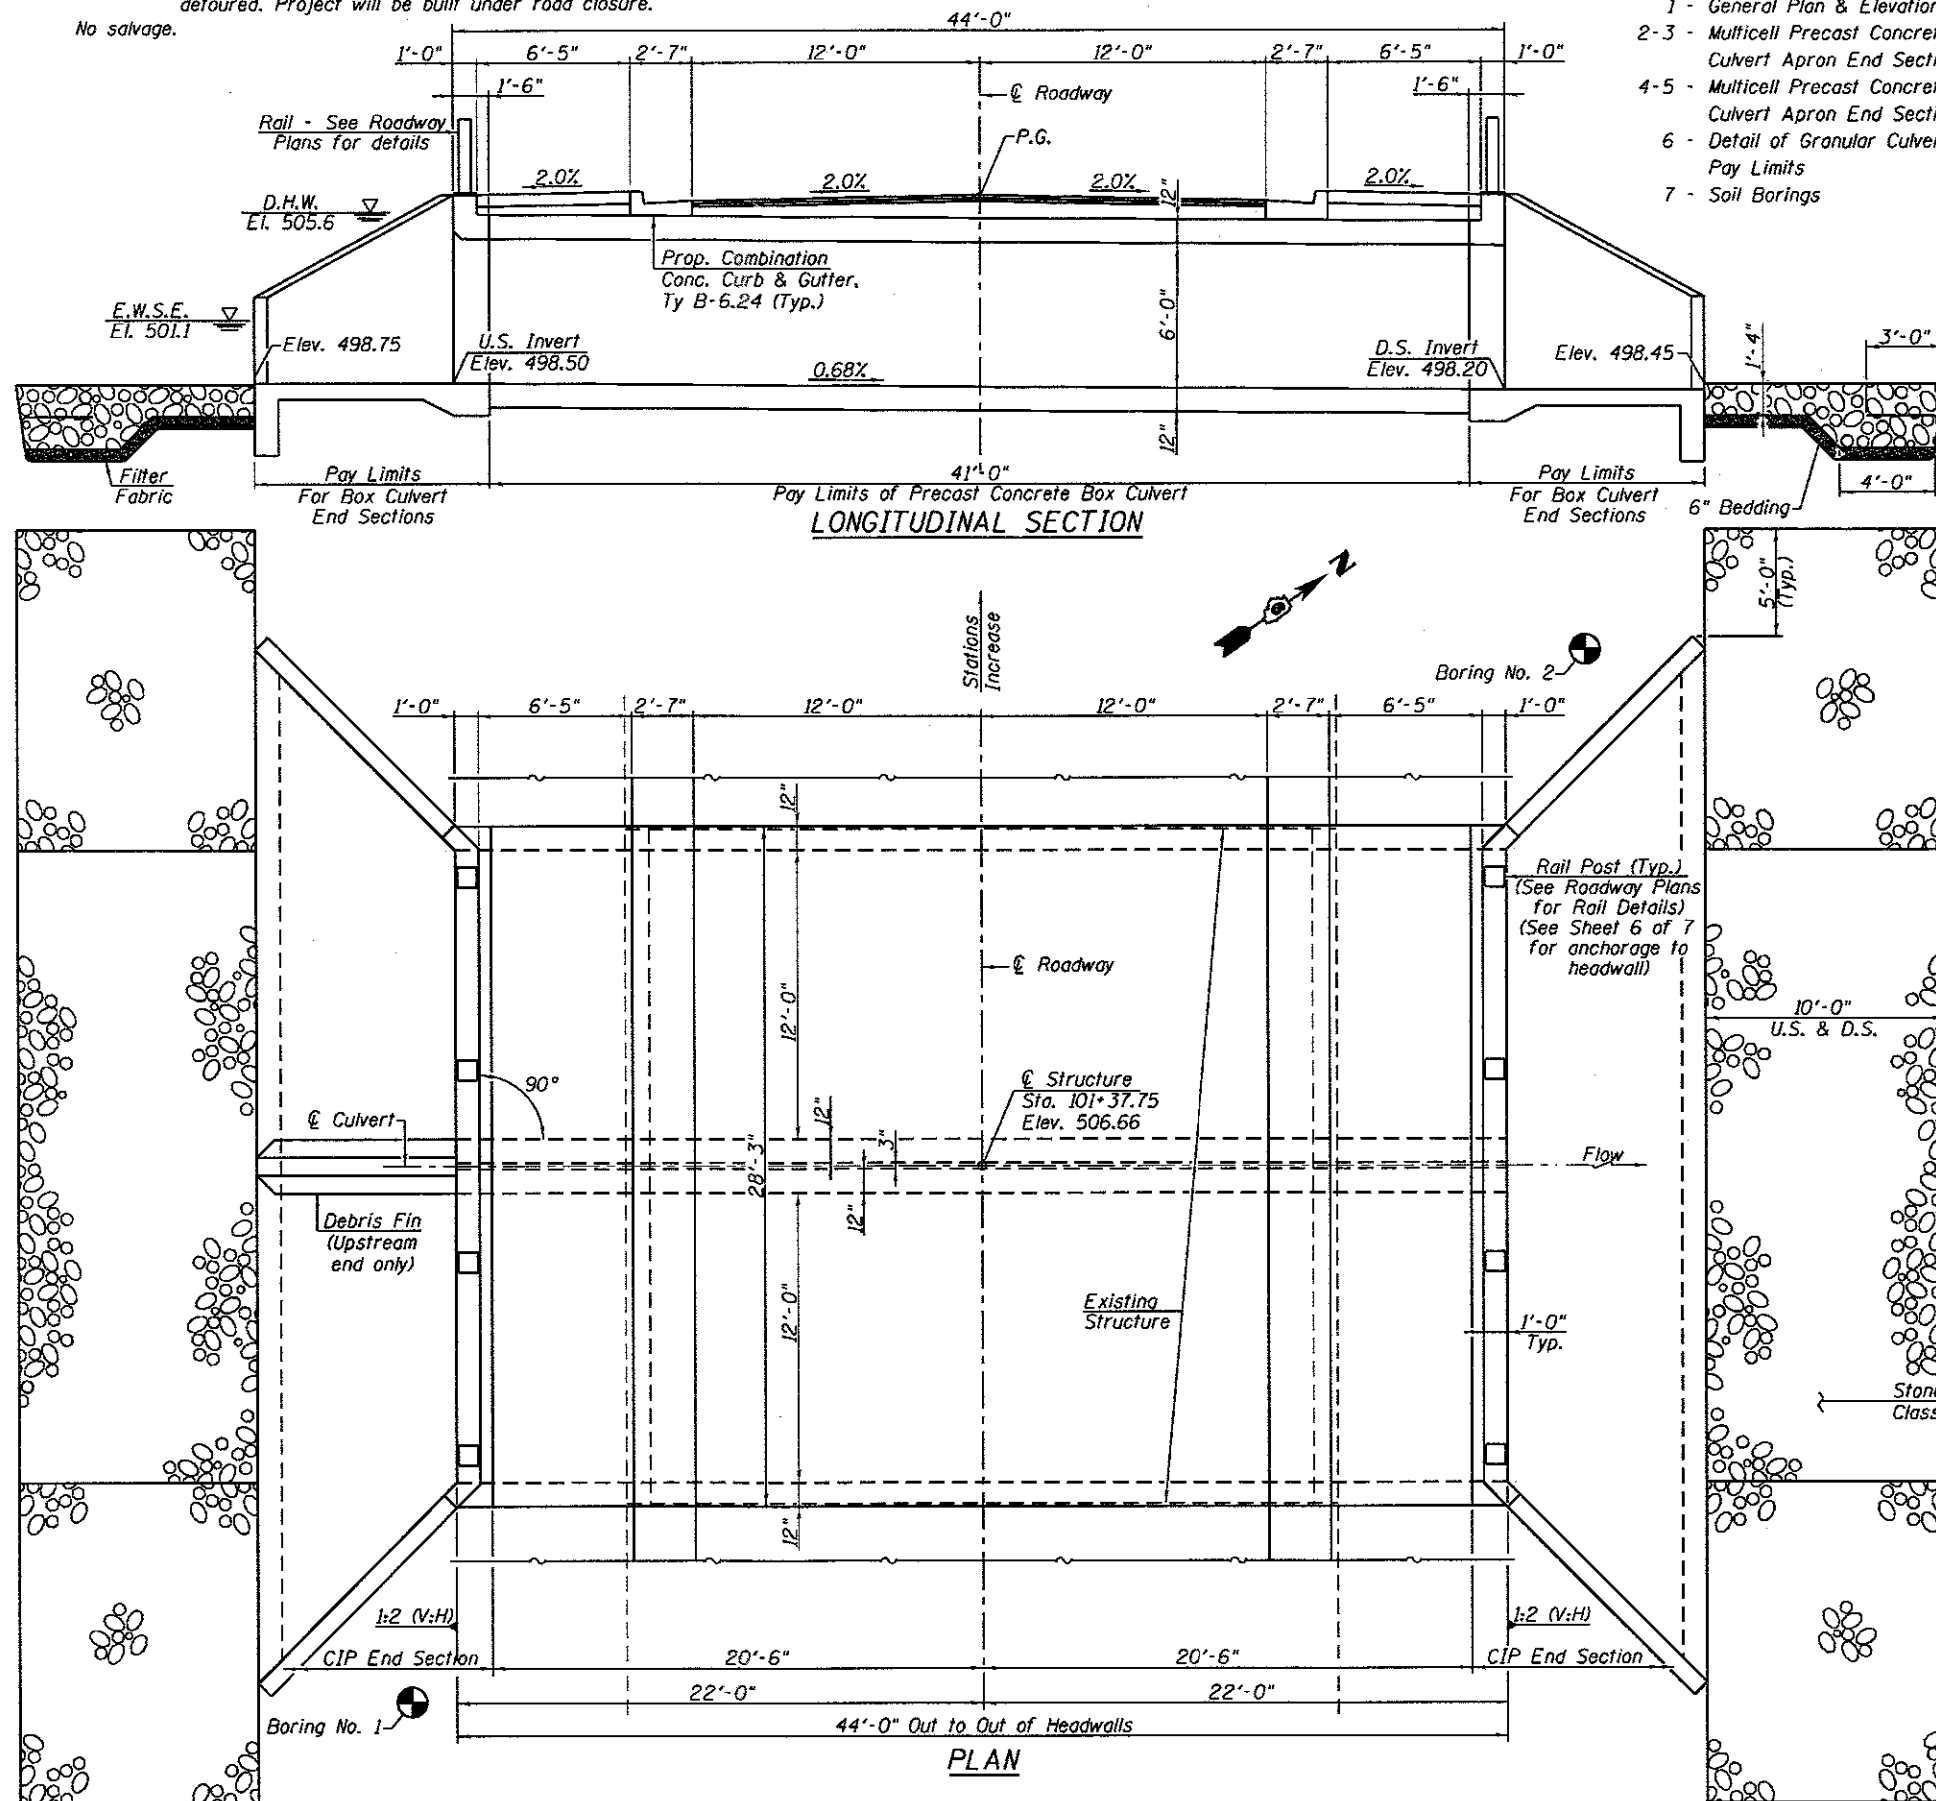 detoured. Project will be built under road closure.
No salvage.
1 - General Plan & Elevation
2-3 - Multicell Precast Concre
Culvert Apron End Secti
4-5 - Multicell Precast Concre
Culvert Apron End Secti
6 - Detail of Granular Culver
Pay Limits
7 - Soil Borings
44'-0"
1'-0" 6'-5" 2'-7" 12'-0" 12'-0" 2'-7" 6'-5" 1'-0"
1'-6" 1'-6"
℄ Roadway
Rail - See Roadway
Plans for details
P.G.
2.0% 2.0% 2.0% 2.0%
12"
D.H.W.
El. 505.6
Prop. Combination
Conc. Curb & Gutter,
Ty B-6.24 (Typ.)
6'-0"
E.W.S.E.
El. 501.1
Elev. 498.75
U.S. Invert
Elev. 498.50
0.68%
D.S. Invert
Elev. 498.20
Elev. 498.45
1'-4"
3'-0"
12"
Filter
Fabric
Pay Limits
For Box Culvert
End Sections
41'-0"
Pay Limits of Precast Concrete Box Culvert
Pay Limits
For Box Culvert
End Sections
6" Bedding
4'-0"
LONGITUDINAL SECTION
N
5'-0"
(Typ.)
Stations
Increase
Boring No. 2
1'-0" 6'-5" 2'-7" 12'-0" 12'-0" 2'-7" 6'-5" 1'-0"
12"
Rail Post (Typ.)
(See Roadway Plans
for Rail Details)
(See Sheet 6 of 7
for anchorage to
headwall)
℄ Roadway
12'-0"
10'-0"
U.S. & D.S.
90°
℄ Structure
Sta. 101+37.75
Elev. 506.66
℄ Culvert
12"
3"
28'-3"
12"
Flow
Debris Fin
(Upstream
end only)
12'-0"
Existing
Structure
1'-0"
Typ.
Ston
Class
12"
1:2 (V:H) 1:2 (V:H)
CIP End Section 20'-6" 20'-6" CIP End Section
22'-0" 22'-0"
Boring No. 1
44'-0" Out to Out of Headwalls
PLAN